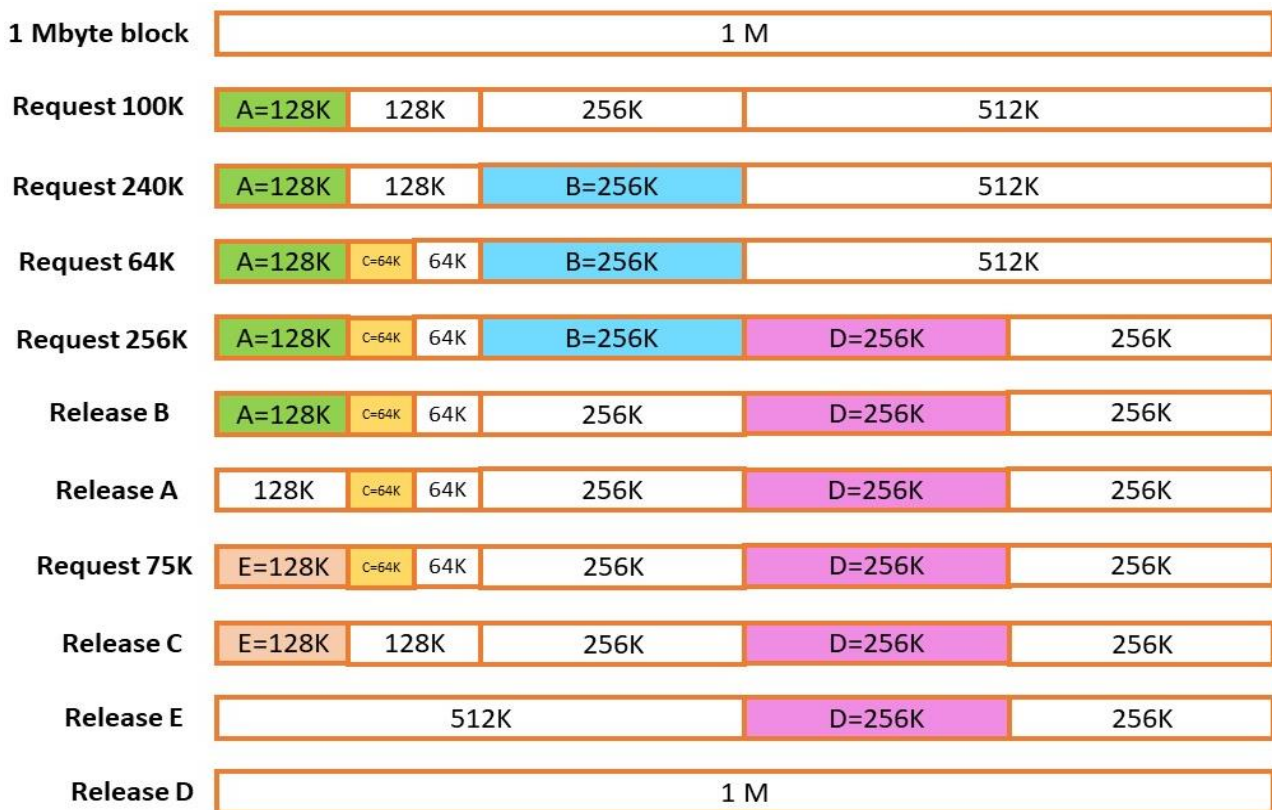 1 Mbyte block 1 M
Request 100K A=128K 128K 256K 512K
Request 240K A=128K 128K B=256K 512K
Request 64K A=128K C=64K 64K B=256K 512K
Request 256K A=128K C=64K 64K B=256K D=256K 256K
Release B A=128K C=64K 64K 256K D=256K 256K
Release A 128K C=64K 64K 256K D=256K 256K
Request 75K E=128K C=64K 64K 256K D=256K 256K
Release C E=128K 128K 256K D=256K 256K
Release E 512K D=256K 256K
Release D 1 M